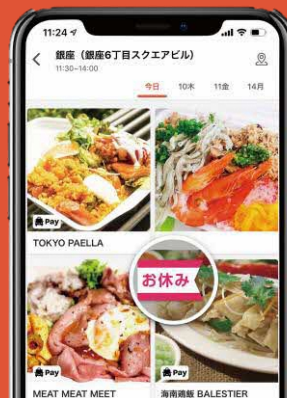 11:24
銀座（銀座6丁目スクエアビル）
11:30~14:00
今日 10木 11金 14月
Pay
TOKYO PAELLA
お休み
Pay
Pay
MEAT MEAT MEET
海南鶏飯 BALESTIER